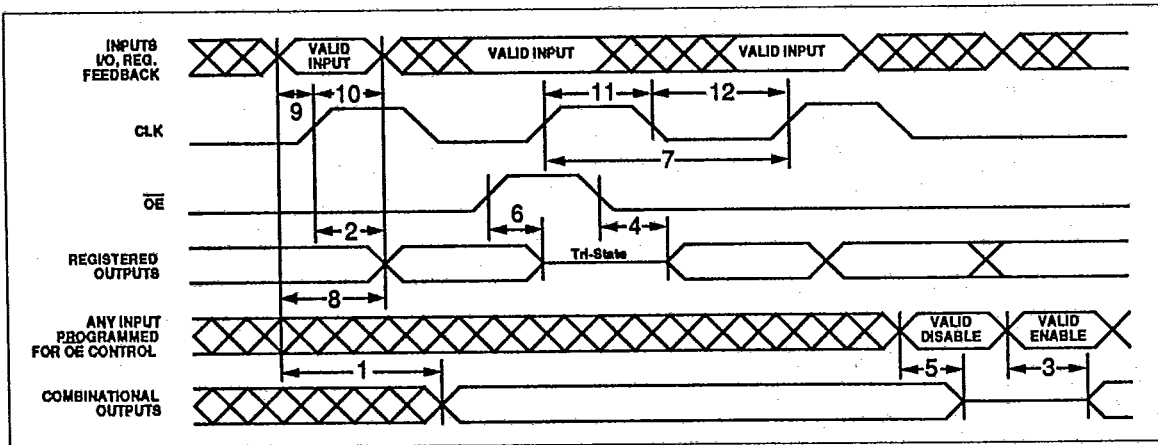 INPUTS
I/O, REG.
FEEDBACK
VALID
INPUT
VALID INPUT
VALID INPUT
9
10
11
12
CLK
7
OE
6
4
2
REGISTERED
OUTPUTS
Tri-State
8
ANY INPUT
PROGRAMMED
FOR OE CONTROL
VALID
DISABLE
VALID
ENABLE
1
5
3
COMBINATIONAL
OUTPUTS